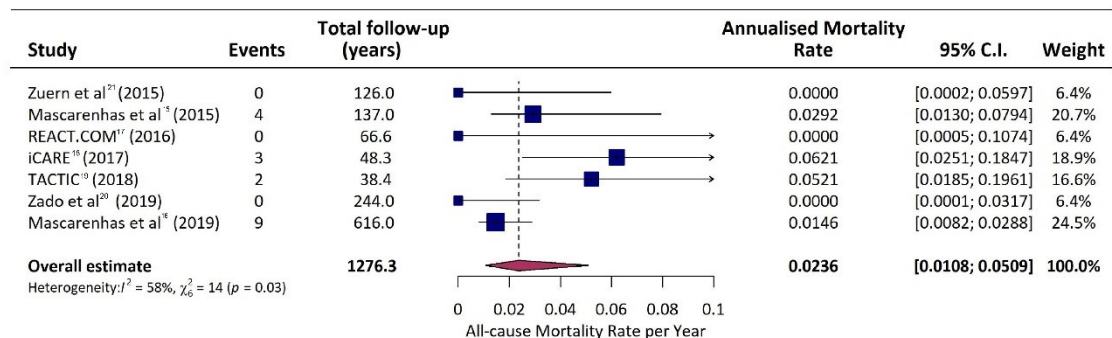 Study Events Total follow-up (years) Annualised Mortality Rate 95% C.I. Weight
Zuern et al²¹ (2015) 0 126.0 0.0000 [0.0002; 0.0597] 6.4%
Mascarenhas et al¹⁵ (2015) 4 137.0 0.0292 [0.0130; 0.0794] 20.7%
REACT.COM¹⁷ (2016) 0 66.6 0.0000 [0.0005; 0.1074] 6.4%
iCARE¹⁸ (2017) 3 48.3 0.0621 [0.0251; 0.1847] 18.9%
TACTIC¹⁹ (2018) 2 38.4 0.0521 [0.0185; 0.1961] 16.6%
Zado et al²⁰ (2019) 0 244.0 0.0000 [0.0001; 0.0317] 6.4%
Mascarenhas et al¹⁶ (2019) 9 616.0 0.0146 [0.0082; 0.0288] 24.5%
Overall estimate 1276.3 0.0236 [0.0108; 0.0509] 100.0%
Heterogeneity: I² = 58%, χ²₆ = 14 (p = 0.03)
0 0.02 0.04 0.06 0.08 0.1
All-cause Mortality Rate per Year